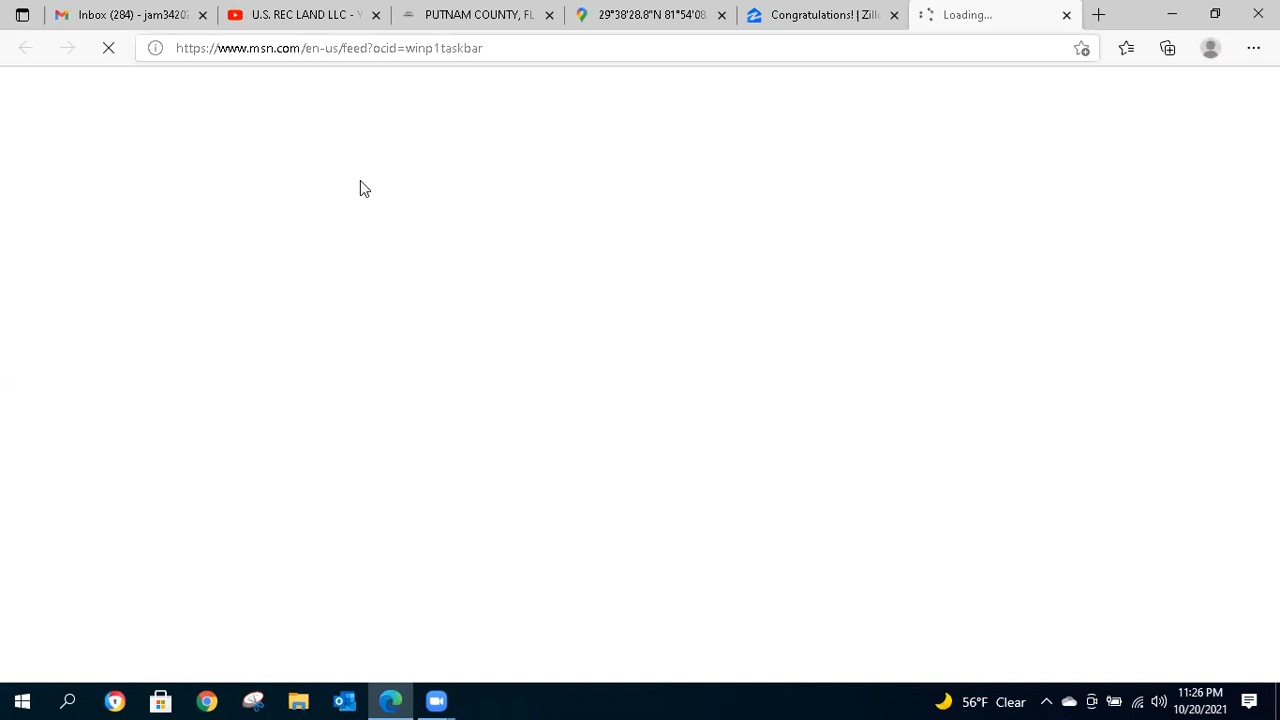 Inbox (284) - jam3420
U.S. REC LAND LLC - Y
PUTNAM COUNTY, FL
29°38'28.8"N 81°54'08.
Congratulations! | Zill
Loading...
https://www.msn.com/en-us/feed?ocid=winp1taskbar
56°F Clear
11:26 PM
10/20/2021